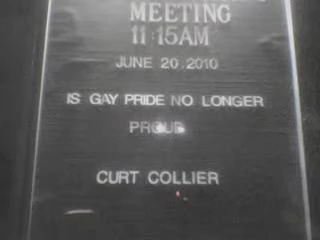 MEETING
11:15AM
JUNE 20, 2010
IS GAY PRIDE NO LONGER
PROUD
CURT COLLIER